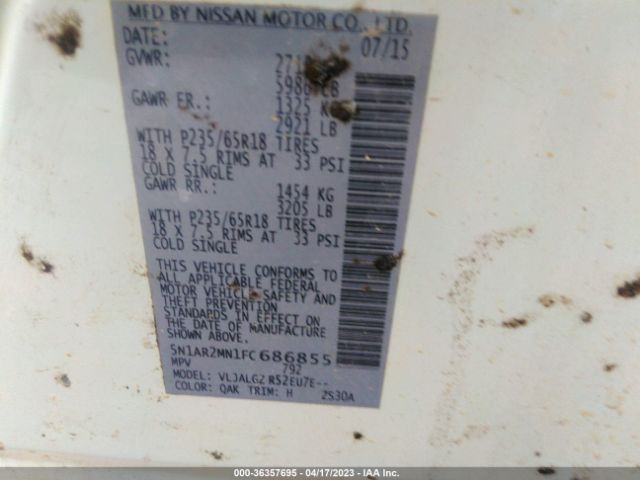 MFD BY NISSAN MOTOR CO., LTD.
DATE: 07/15
GVWR:
5986 LB
GAWR FR.: 1325 KG
2921 LB
WITH P235/65R18 TIRES
18 X 7.5 RIMS AT 33 PSI
COLD SINGLE
GAWR RR.: 1454 KG
3205 LB
WITH P235/65R18 TIRES
18 X 7.5 RIMS AT 33 PSI
COLD SINGLE
THIS VEHICLE CONFORMS TO
ALL APPLICABLE FEDERAL
MOTOR VEHICLE SAFETY AND
THEFT PREVENTION
STANDARDS IN EFFECT ON
THE DATE OF MANUFACTURE
SHOWN ABOVE.
5N1AR2MN1FC686855
MPV 792
MODEL: VLJALGZ R52EU7E--
COLOR: QAK TRIM: H 2S30A
000-36357695 - 04/17/2023 - IAA Inc.